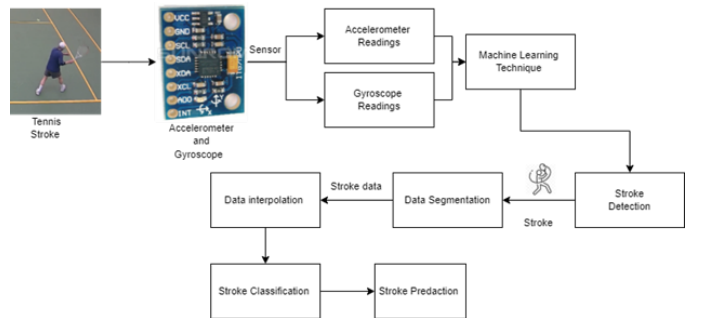 VCC
GND
SCL
SDA
XDA
XCL
ADO
INT
Tennis
Stroke
Accelerometer
and
Gyroscope
Sensor
Accelerometer
Readings
Gyroscope
Readings
Machine Learning
Technique
Stroke
Detection
Stroke
Data Segmentation
Stroke data
Data interpolation
Stroke Classification
Stroke Predaction